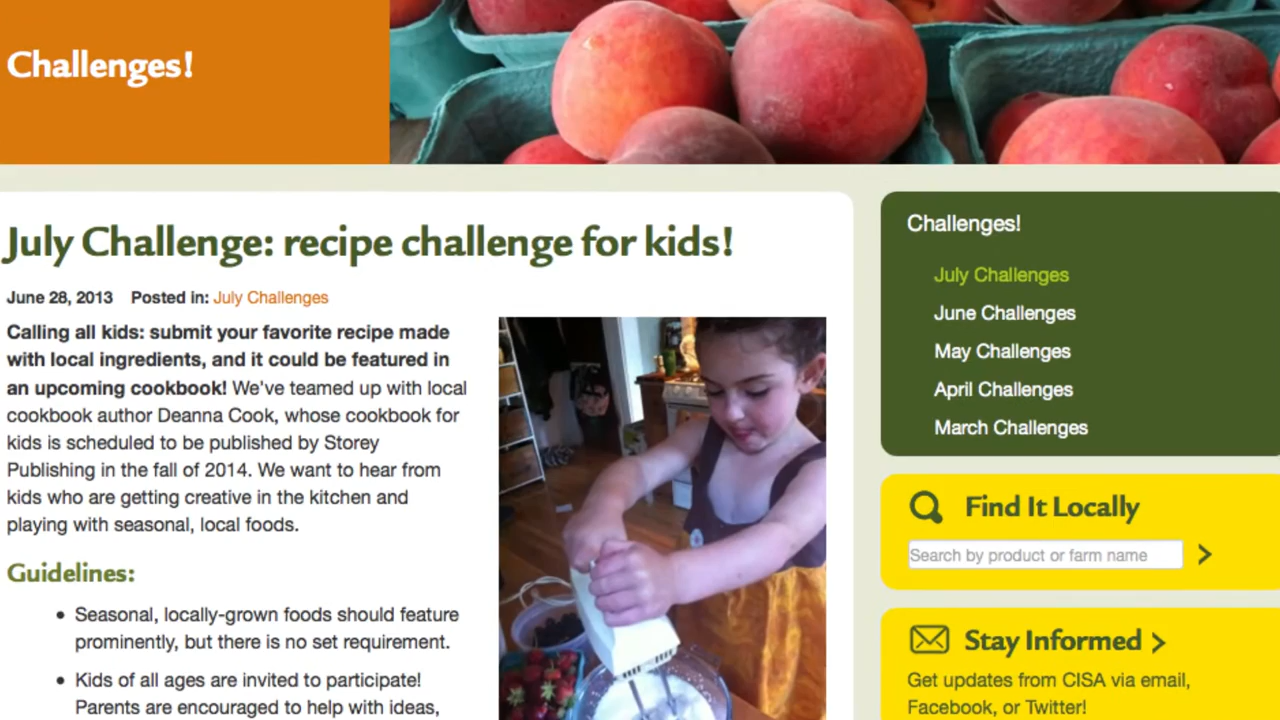 Challenges!
July Challenge: recipe challenge for kids!
June 28, 2013 Posted in: July Challenges
Calling all kids: submit your favorite recipe made
with local ingredients, and it could be featured in
an upcoming cookbook! We've teamed up with local
cookbook author Deanna Cook, whose cookbook for
kids is scheduled to be published by Storey
Publishing in the fall of 2014. We want to hear from
kids who are getting creative in the kitchen and
playing with seasonal, local foods.
Guidelines:
• Seasonal, locally-grown foods should feature
prominently, but there is no set requirement.
• Kids of all ages are invited to participate!
Parents are encouraged to help with ideas,
Challenges!
July Challenges
June Challenges
May Challenges
April Challenges
March Challenges
Find It Locally
Search by product or farm name
Stay Informed
Get updates from CISA via email,
Facebook, or Twitter!